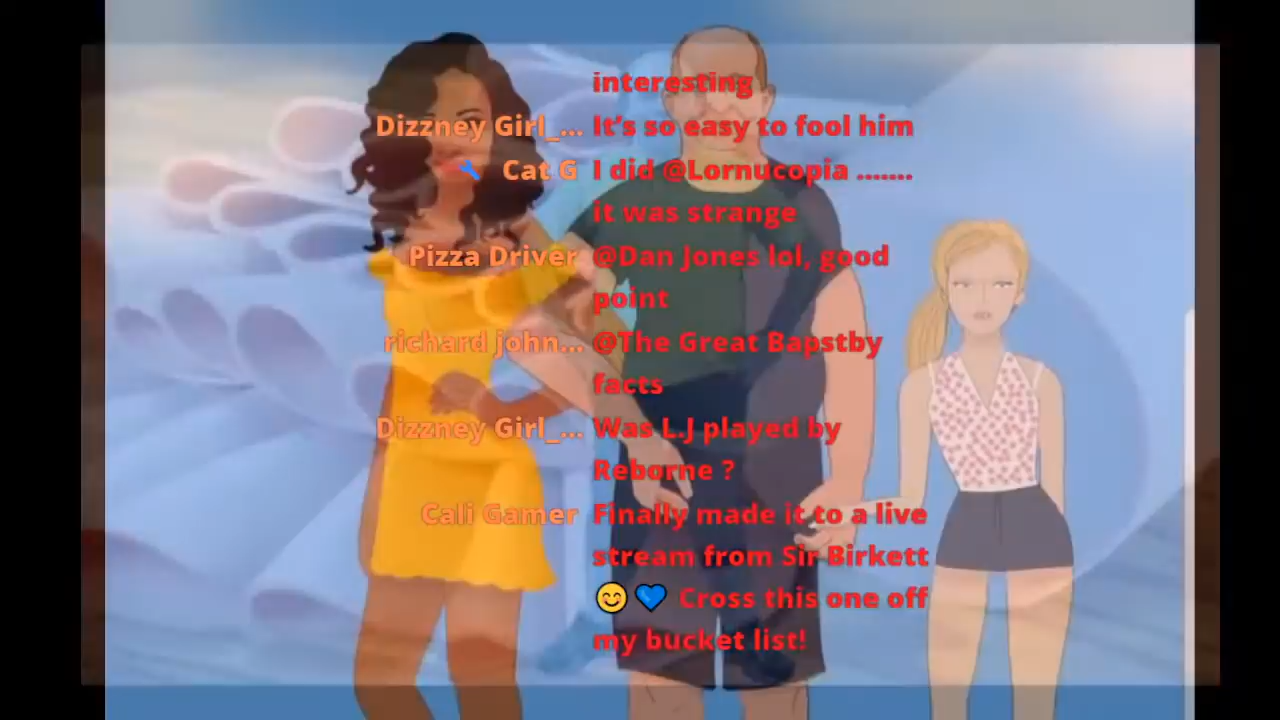 interesting
Dizzney Girl_... It's so easy to fool him
Cat G I did @Lornucopia .......
it was strange
Pizza Driver @Dan Jones lol, good
point
richard john... @The Great Bapstby
facts
Dizzney Girl_... Was L.J played by
Reborne ?
Cali Gamer Finally made it to a live
stream from Sir Birkett
😊💙 Cross this one off
my bucket list!